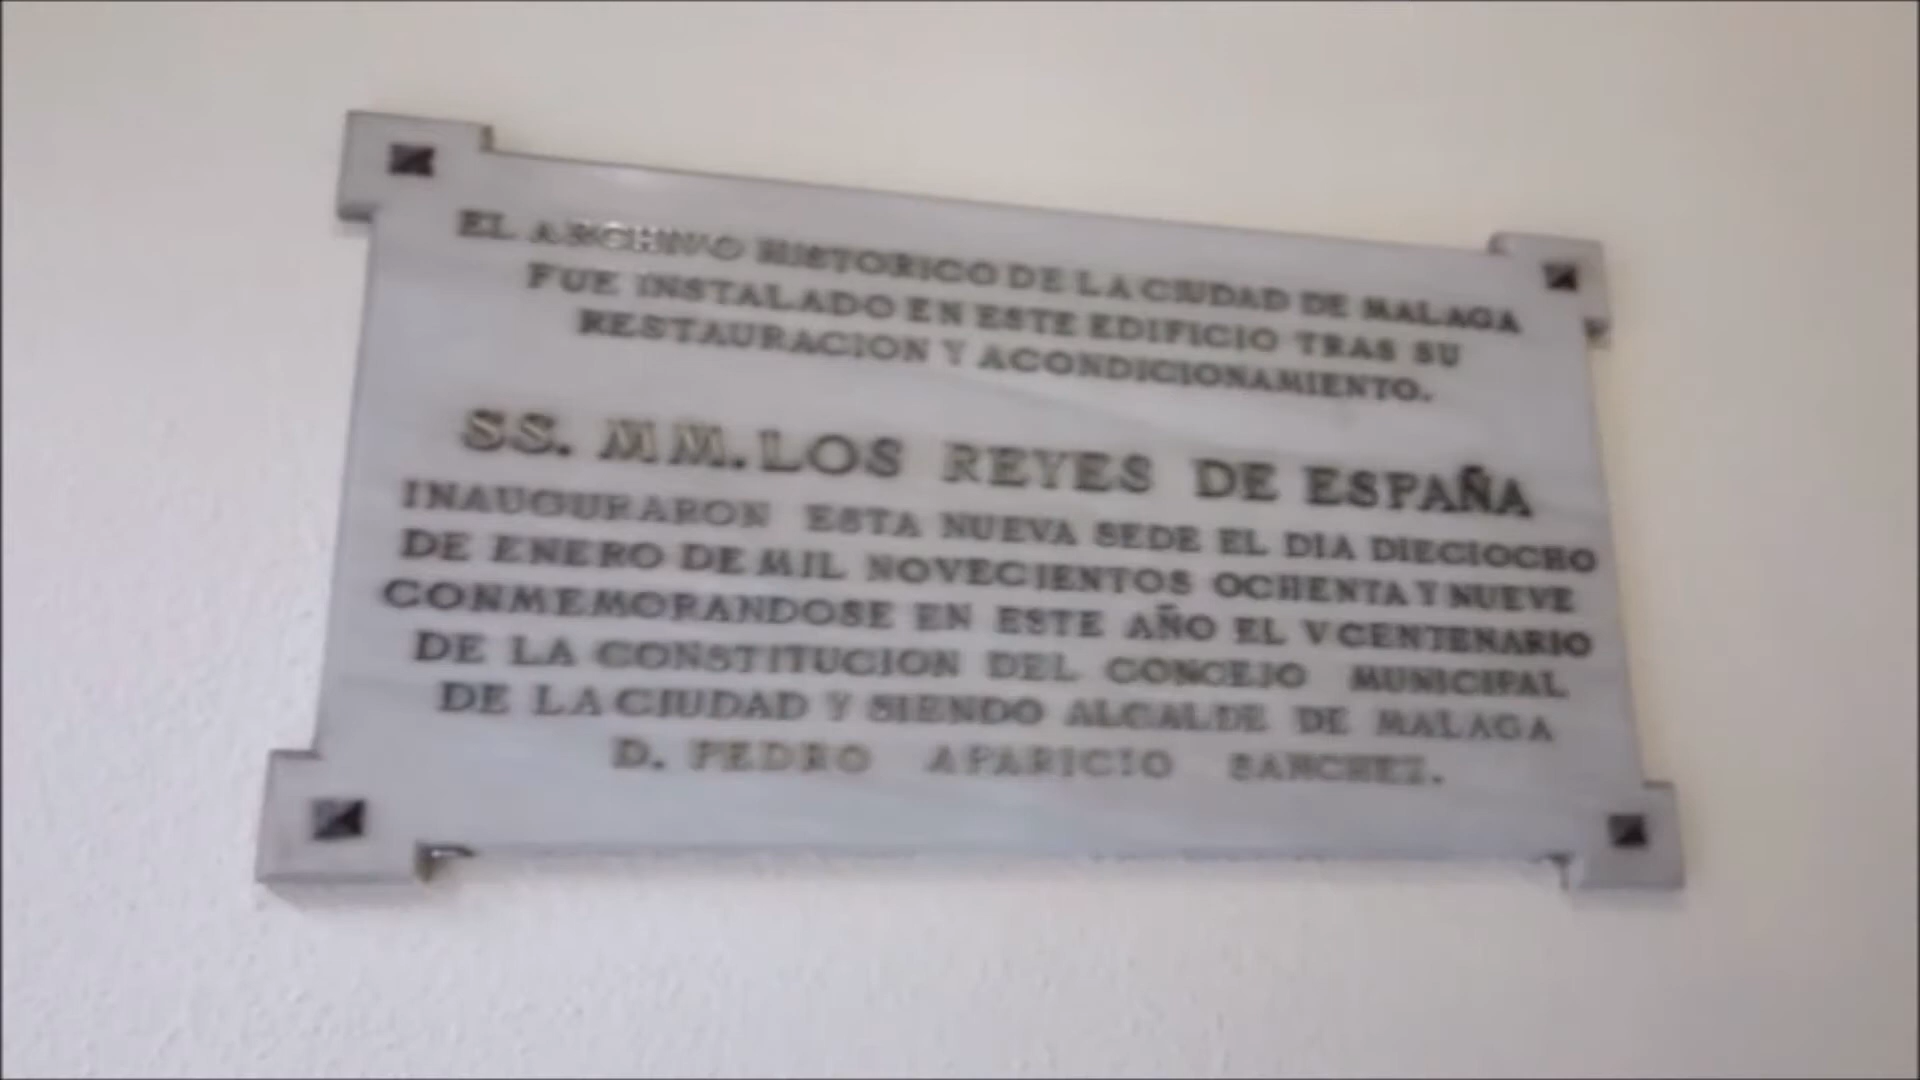 EL ARCHIVO HISTORICO DE LA CIUDAD DE MALAGA
FUE INSTALADO EN ESTE EDIFICIO TRAS SU
RESTAURACION Y ACONDICIONAMIENTO.
SS. MM. LOS REYES DE ESPAÑA
INAUGURARON ESTA NUEVA SEDE EL DIA DIECIOCHO
DE ENERO DE MIL NOVECIENTOS OCHENTA Y NUEVE
CONMEMORANDOSE EN ESTE AÑO EL V CENTENARIO
DE LA CONSTITUCION DEL CONCEJO MUNICIPAL
DE LA CIUDAD Y SIENDO ALCALDE DE MALAGA
D. PEDRO APARICIO SANCHEZ.